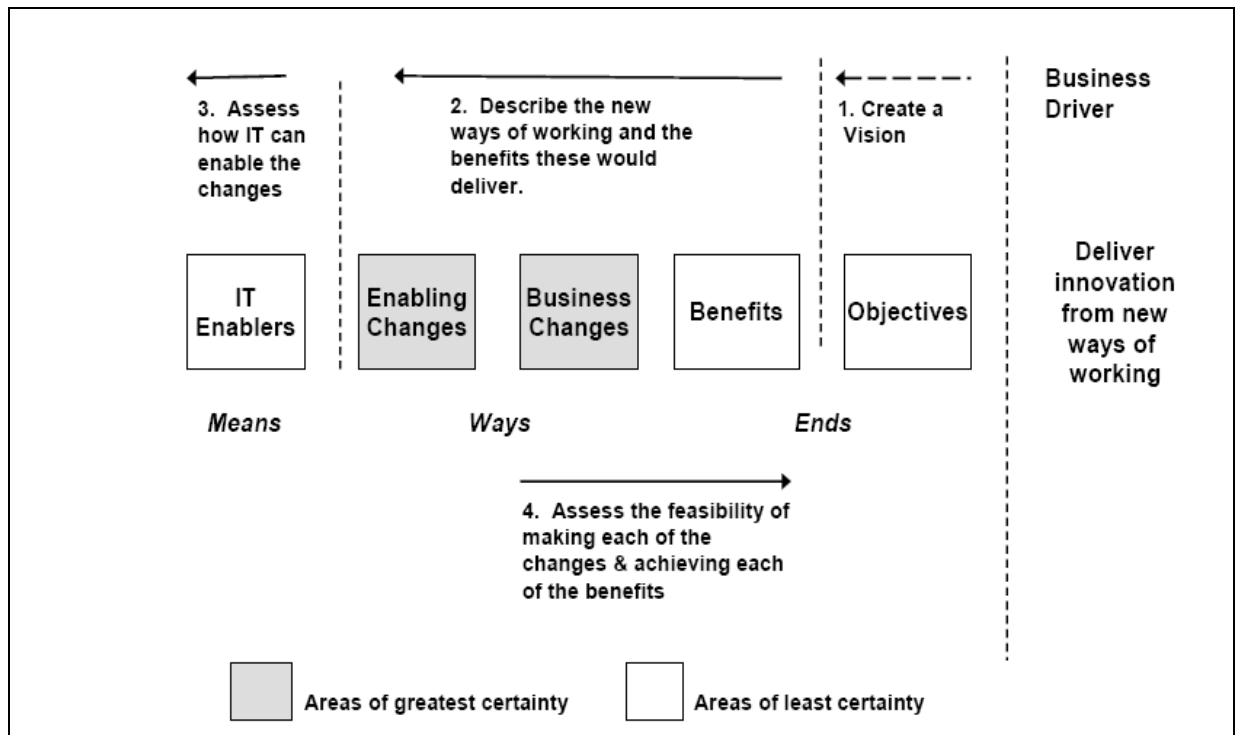 Business
Driver
1. Create a
Vision
2. Describe the new
ways of working and the
benefits these would
deliver.
3. Assess
how IT can
enable the
changes
IT
Enablers
Enabling
Changes
Business
Changes
Benefits
Objectives
Deliver
innovation
from new
ways of
working
Means
Ways
Ends
4. Assess the feasibility of
making each of the
changes & achieving each
of the benefits
Areas of greatest certainty
Areas of least certainty